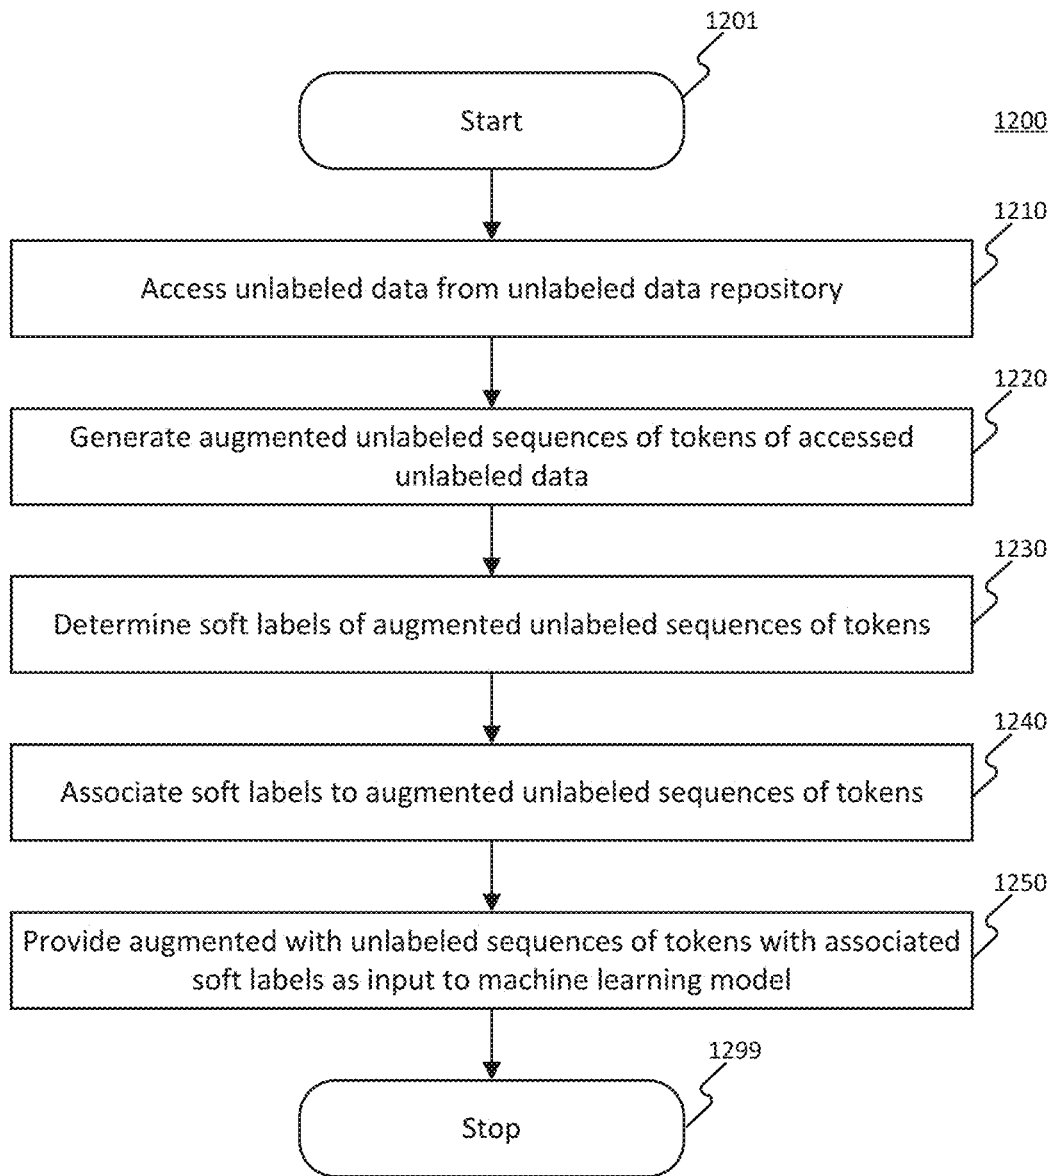 1201
Start
1200
1210
Access unlabeled data from unlabeled data repository
1220
Generate augmented unlabeled sequences of tokens of accessed
unlabeled data
1230
Determine soft labels of augmented unlabeled sequences of tokens
1240
Associate soft labels to augmented unlabeled sequences of tokens
1250
Provide augmented with unlabeled sequences of tokens with associated
soft labels as input to machine learning model
1299
Stop